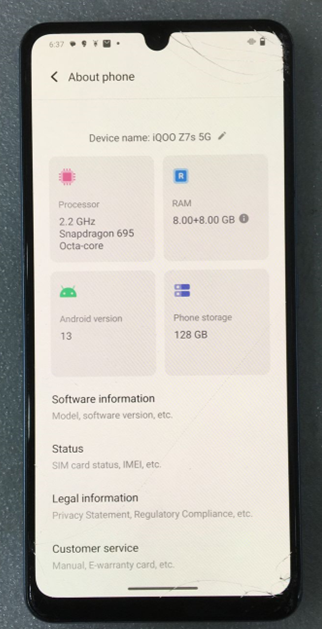 6:37
About phone
Device name: iQOO Z7s 5G
Processor
2.2 GHz
Snapdragon 695
Octa-core
R
RAM
8.00+8.00 GB
Android version
13
Phone storage
128 GB
Software information
Model, software version, etc.
Status
SIM card status, IMEI, etc.
Legal information
Privacy Statement, Regulatory Compliance, etc.
Customer service
Manual, E-warranty card, etc.